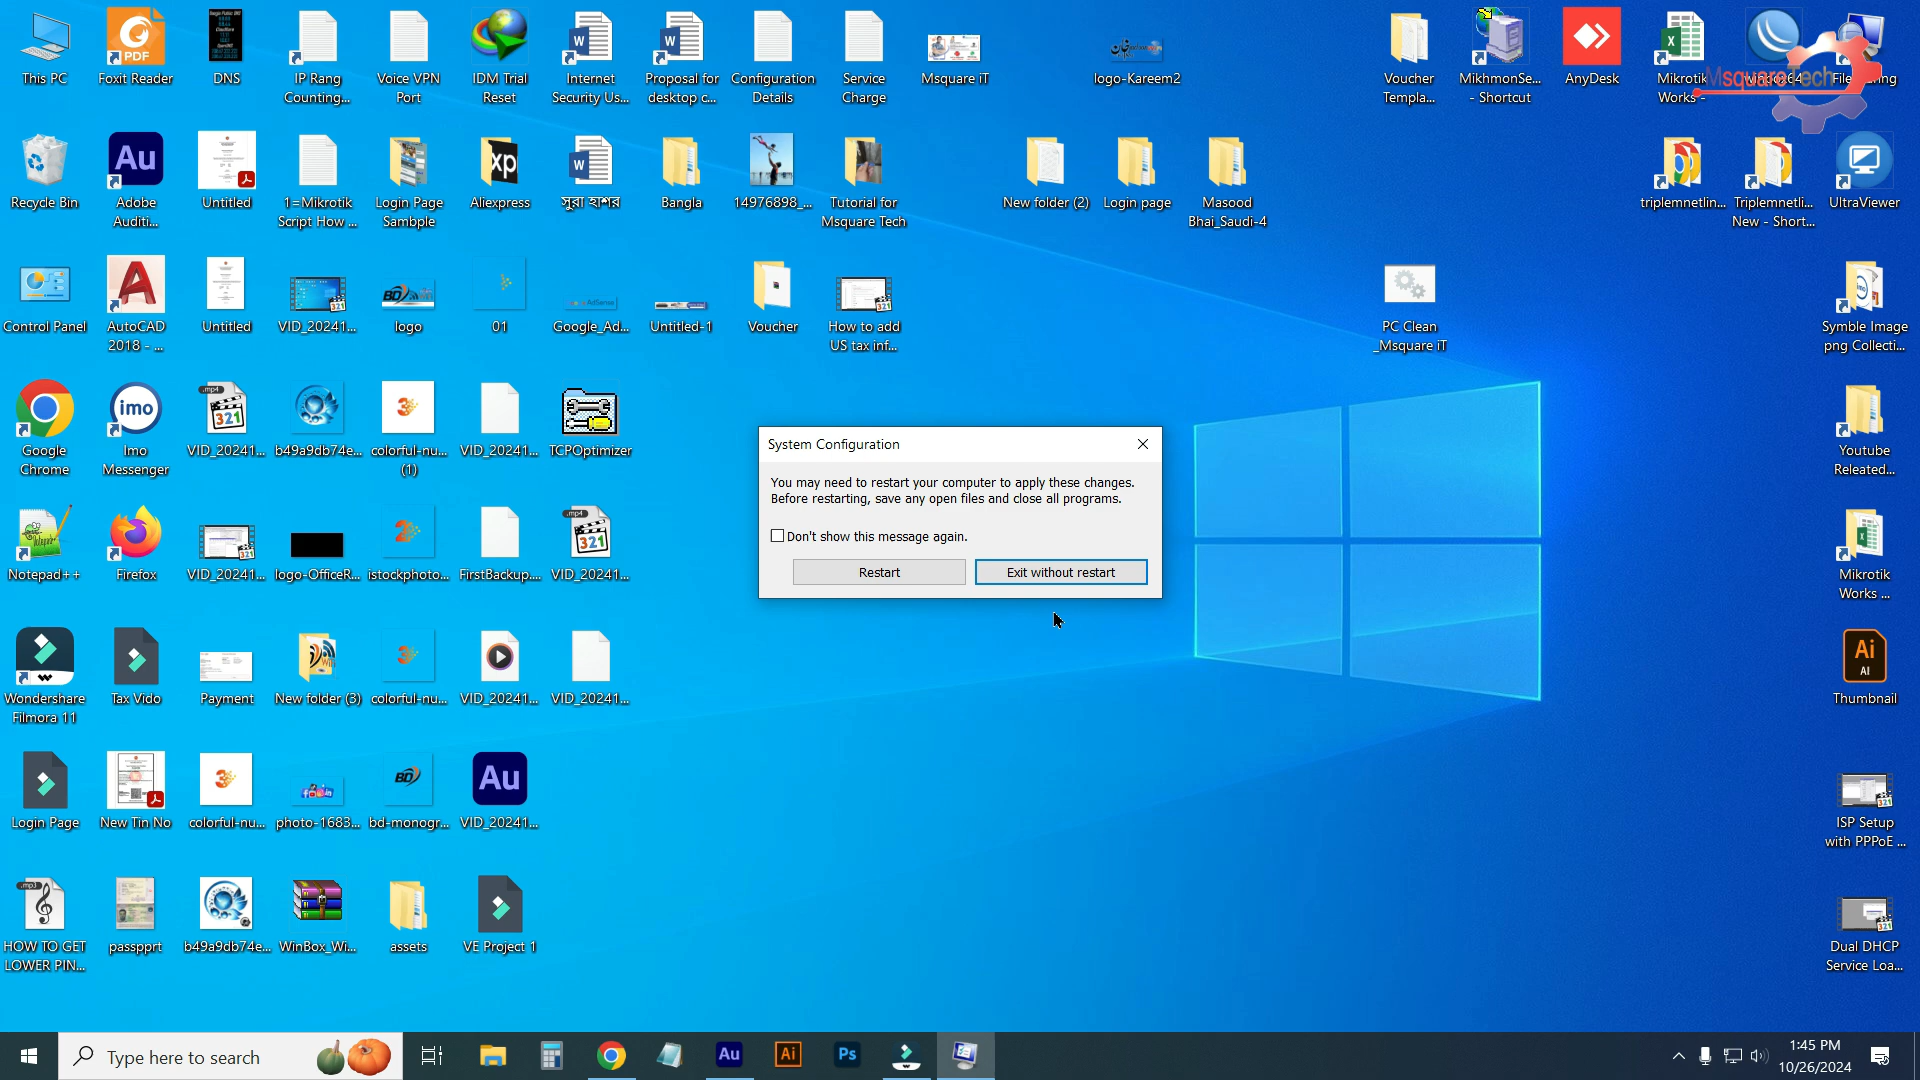 This PC
Foxit Reader
DNS
IP Rang
Counting...
Voice VPN
Port
IDM Trial
Reset
Internet
Security Us...
Proposal for
desktop c...
Configuration
Details
Service
Charge
Msquare iT
logo-Kareem2
Voucher
Templa...
MikhmonSe...
- Shortcut
AnyDesk
Mikrotik
Works -
MsquareTech
Recycle Bin
Adobe
Auditi...
Untitled
1=Mikrotik
Script How ...
Login Page
Sambple
Aliexpress
সুরা হাশর
Bangla
14976898_...
Tutorial for
Msquare Tech
New folder (2)
Login page
Masood
Bhai_Saudi-4
triplemnetlin...
Triplemnetli...
New - Short...
UltraViewer
Control Panel
AutoCAD
2018 - ...
Untitled
VID_20241...
logo
01
Google_Ad...
Untitled-1
Voucher
How to add
US tax inf...
PC Clean
_Msquare iT
Symble Image
png Collecti...
Google
Chrome
Imo
Messenger
VID_20241...
b49a9db74e...
colorful-nu...
(1)
VID_20241...
TCPOptimizer
Youtube
Releated...
System Configuration
You may need to restart your computer to apply these changes.
Before restarting, save any open files and close all programs.
Don't show this message again.
Restart
Exit without restart
Notepad++
Firefox
VID_20241...
logo-OfficeR...
istockphoto...
FirstBackup....
VID_20241...
Mikrotik
Works ...
Wondershare
Filmora 11
Tax Vido
Payment
New folder (3)
colorful-nu...
VID_20241...
VID_20241...
Thumbnail
Login Page
New Tin No
colorful-nu...
photo-1683...
bd-monogr...
VID_20241...
ISP Setup
with PPPoE ...
HOW TO GET
LOWER PIN...
passpprt
b49a9db74e...
WinBox_Wi...
assets
VE Project 1
Dual DHCP
Service Loa...
Type here to search
1:45 PM
10/26/2024